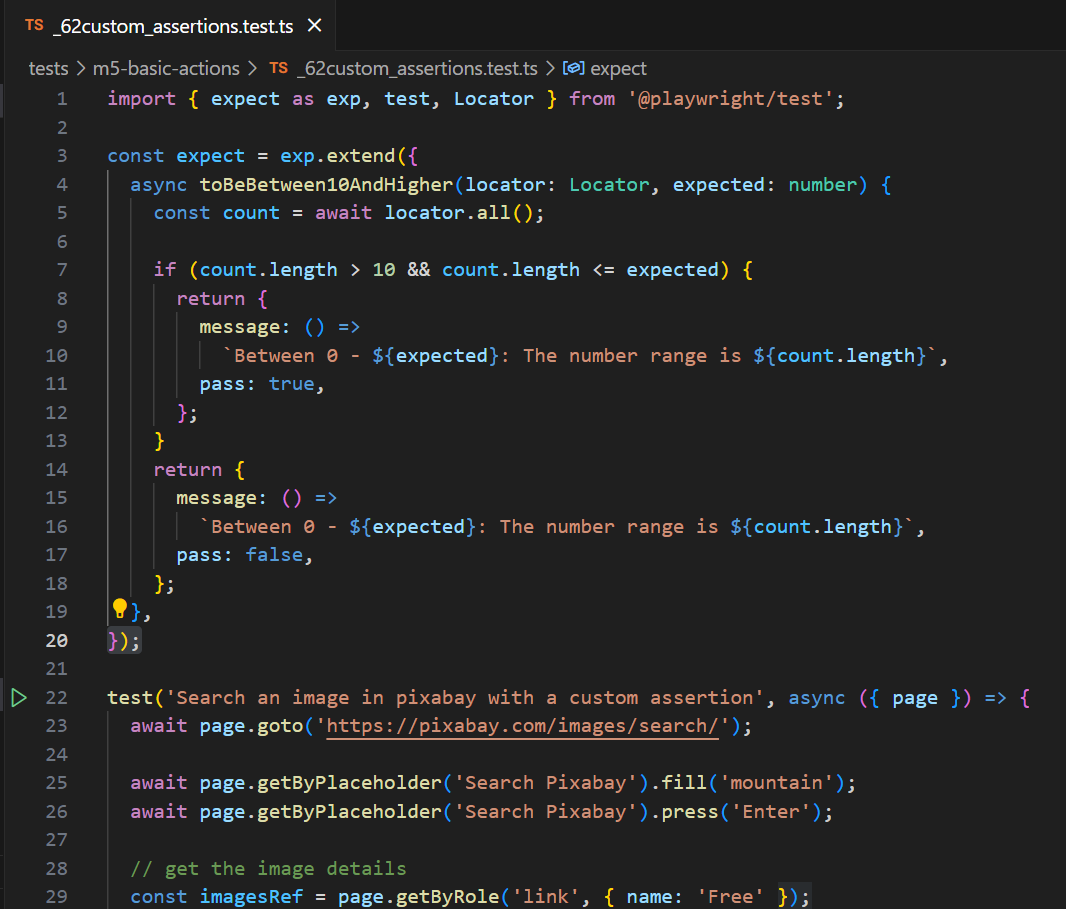 TS _62custom_assertions.test.ts ×
tests > m5-basic-actions > TS _62custom_assertions.test.ts > expect
1 import { expect as exp, test, Locator } from '@playwright/test';
2
3 const expect = exp.extend({
4 async toBeBetween10AndHigher(locator: Locator, expected: number) {
5 const count = await locator.all();
6
7 if (count.length > 10 && count.length <= expected) {
8 return {
9 message: () =>
10 `Between 0 - ${expected}: The number range is ${count.length}`,
11 pass: true,
12 };
13 }
14 return {
15 message: () =>
16 `Between 0 - ${expected}: The number range is ${count.length}`,
17 pass: false,
18 };
19 },
20 });
21
22 test('Search an image in pixabay with a custom assertion', async ({ page }) => {
23 await page.goto('https://pixabay.com/images/search/');
24
25 await page.getByPlaceholder('Search Pixabay').fill('mountain');
26 await page.getByPlaceholder('Search Pixabay').press('Enter');
27
28 // get the image details
29 const imagesRef = page.getByRole('link', { name: 'Free' });